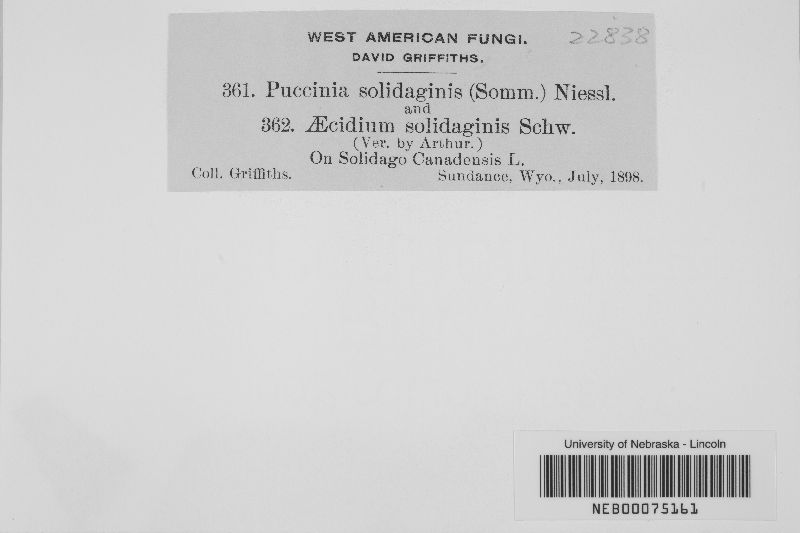 WEST AMERICAN FUNGI. 22838
DAVID GRIFFITHS.
361. Puccinia solidaginis (Somm.) Niessl.
and
362. Æcidium solidaginis Schw.
(Ver. by Arthur.)
On Solidago Canadensis L.
Coll. Griffiths. Sundance, Wyo., July, 1898.
University of Nebraska - Lincoln
NEB00075161